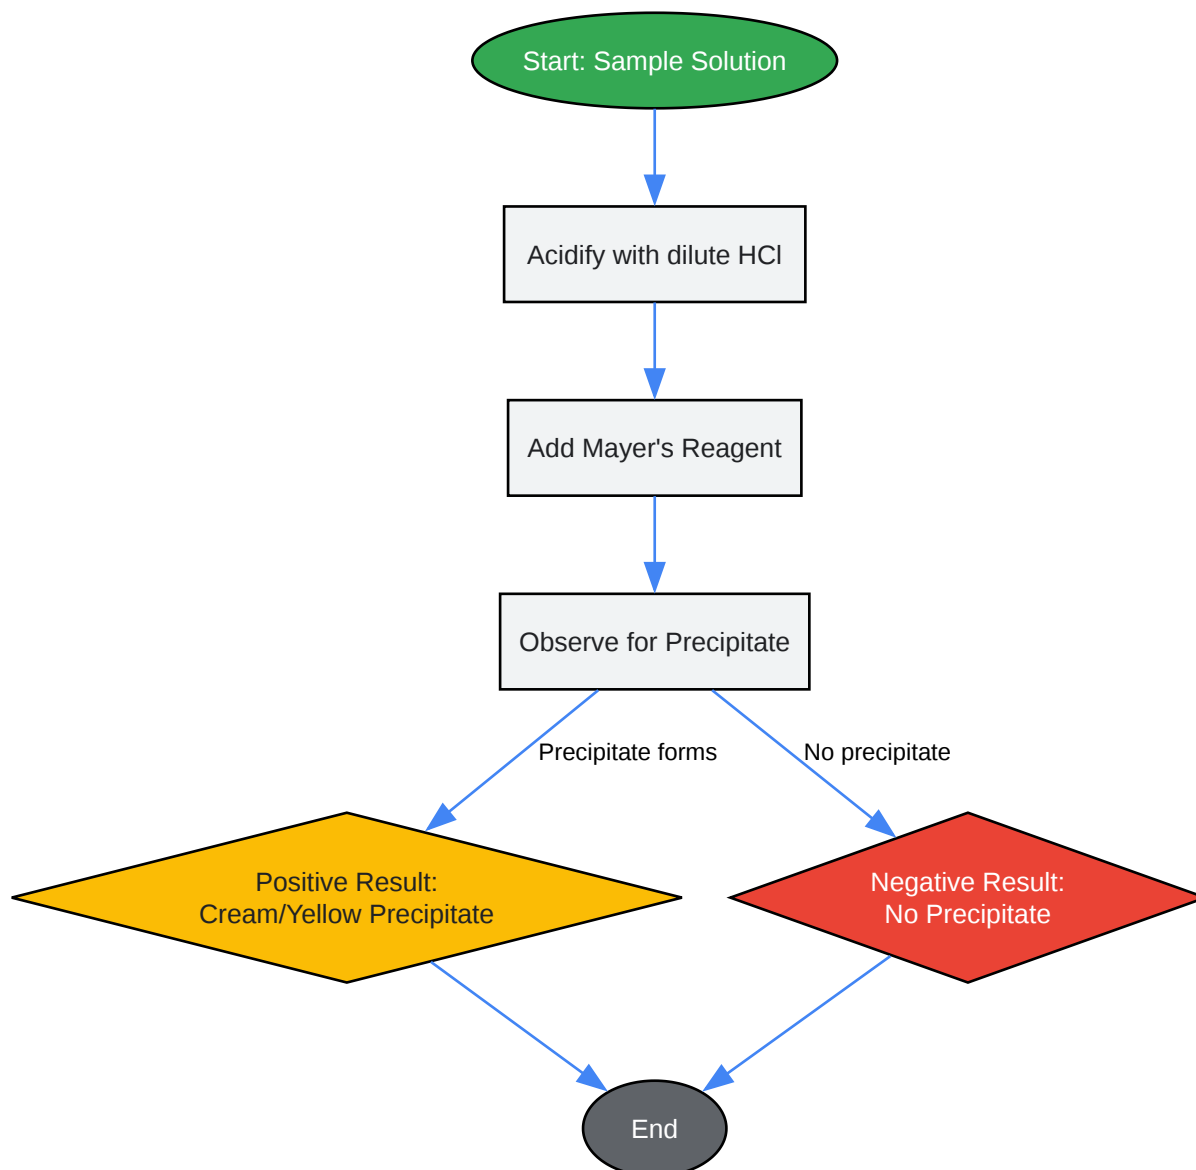 Start: Sample Solution
Acidify with dilute HCl
Add Mayer's Reagent
Observe for Precipitate
Precipitate forms
No precipitate
Positive Result:
Cream/Yellow Precipitate
Negative Result:
No Precipitate
End